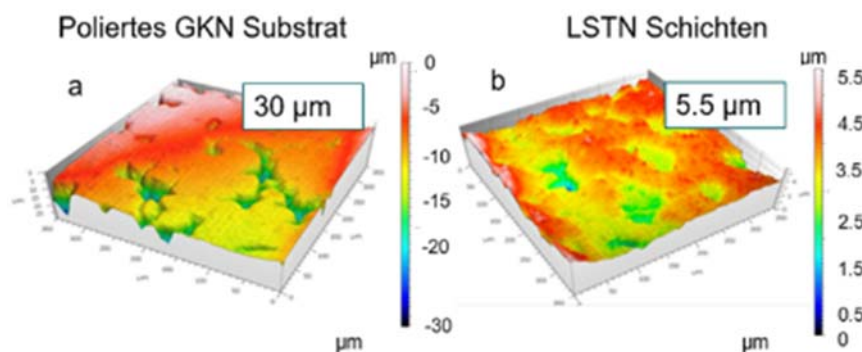 Poliertes GKN Substrat
LSTN Schichten
a
30 µm
µm
0
-5
-10
-15
-20
-30
µm
b
5.5 µm
µm
5.5
4.5
3.5
2.5
1.5
0.5
0
µm